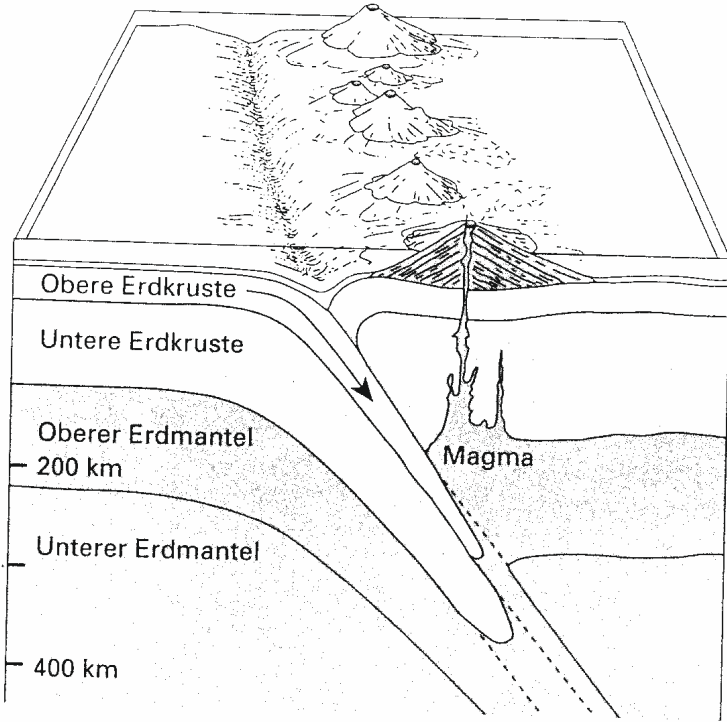 Obere Erdkruste
Untere Erdkruste
Oberer Erdmantel
200 km
Magma
Unterer Erdmantel
400 km